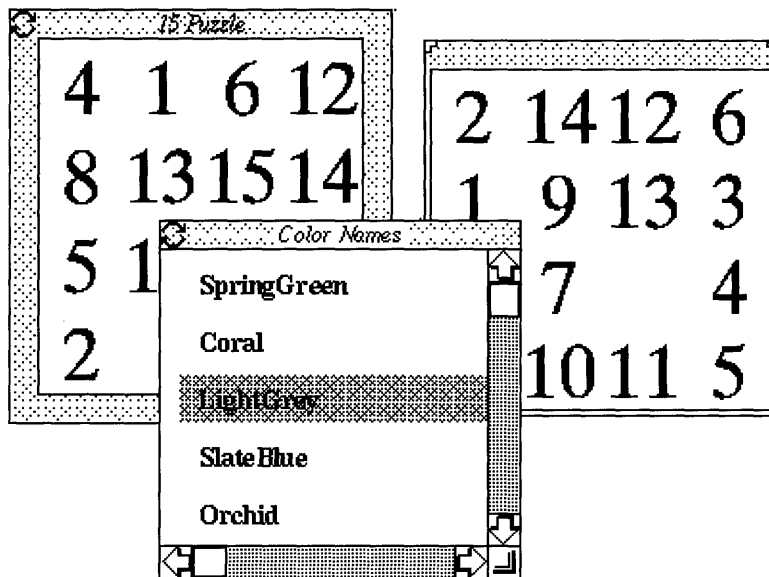 15 Puzzle
4 1 6 12
8 13 15 14
5
2
2 14 12 6
1 9 13 3
7 4
10 11 5
Color Names
SpringGreen
Coral
LightGrey
SlateBlue
Orchid